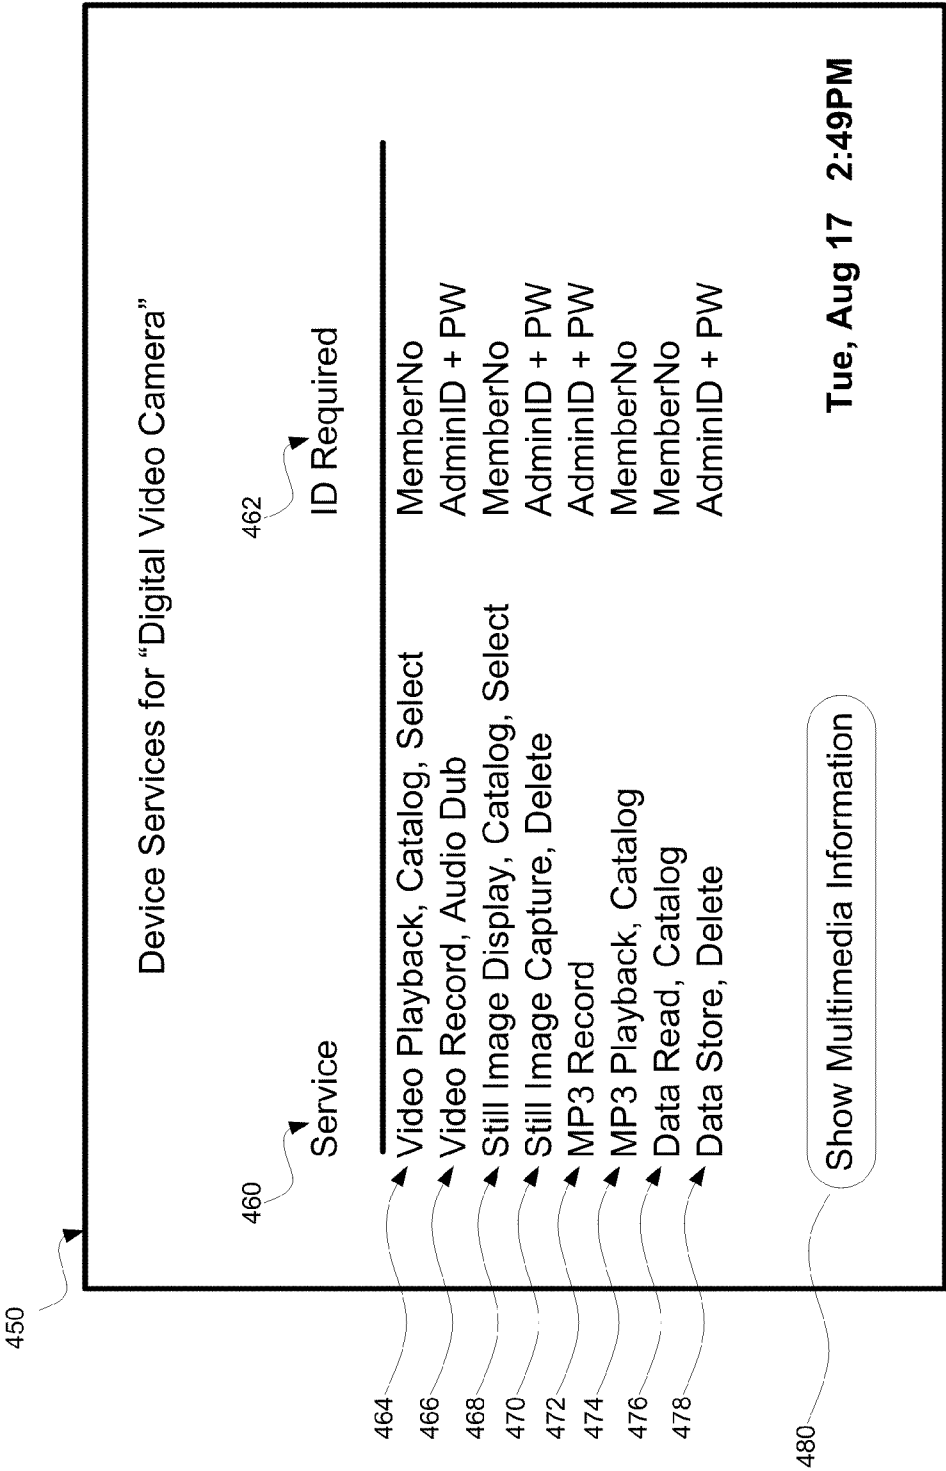 450
Device Services for “Digital Video Camera”
460
462
Service ID Required
464 Video Playback, Catalog, Select MemberNo
466 Video Record, Audio Dub AdminID + PW
468 Still Image Display, Catalog, Select MemberNo
470 Still Image Capture, Delete AdminID + PW
472 MP3 Record AdminID + PW
474 MP3 Playback, Catalog MemberNo
476 Data Read, Catalog MemberNo
478 Data Store, Delete AdminID + PW
480 Show Multimedia Information Tue, Aug 17 2:49PM